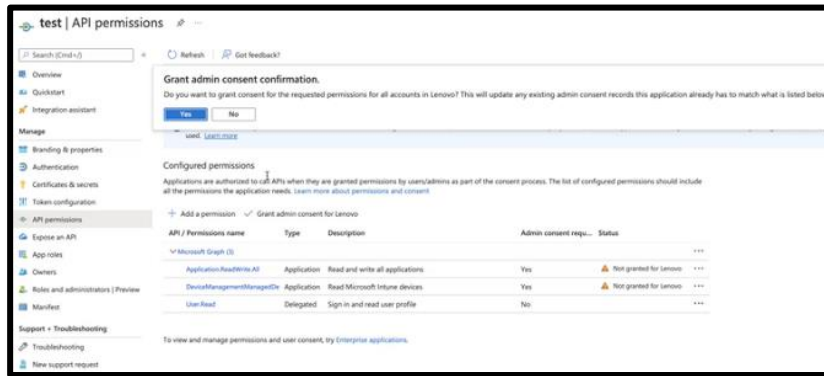 test | API permissions
Search (Cmd+/)
Refresh
Got feedback?
Overview
Quickstart
Integration assistant
Manage
Branding & properties
Authentication
Certificates & secrets
Token configuration
API permissions
Expose an API
App roles
Owners
Roles and administrators | Preview
Manifest
Support + Troubleshooting
Troubleshooting
New support request
Grant admin consent confirmation.
Do you want to grant consent for the requested permissions for all accounts in Lenovo? This will update any existing admin consent records this application already has to match what is listed below
Yes
No
used. Learn more
Configured permissions
Applications are authorized to call APIs when they are granted permissions by users/admins as part of the consent process. The list of configured permissions should include
all the permissions the application needs. Learn more about permissions and consent
Add a permission
Grant admin consent for Lenovo
API / Permissions name Type Description Admin consent requ... Status
Microsoft Graph (3)
Application.ReadWrite.All Application Read and write all applications Yes Not granted for Lenovo
DeviceManagementManagedDe Application Read Microsoft Intune devices Yes Not granted for Lenovo
User.Read Delegated Sign in and read user profile No
To view and manage permissions and user consent, try Enterprise applications.